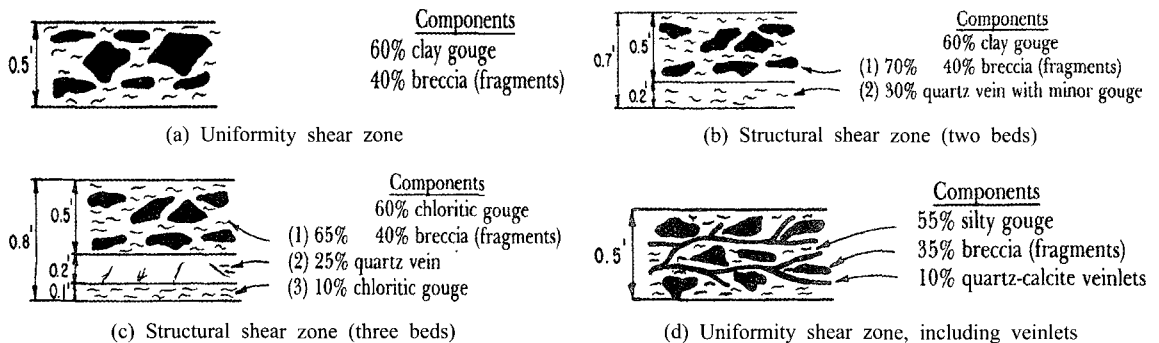 Components
60% clay gouge
40% breccia (fragments)
0.5'
(a) Uniformity shear zone
Components
60% clay gouge
(1) 70% 40% breccia (fragments)
(2) 30% quartz vein with minor gouge
0.7'
0.5'
0.2'
(b) Structural shear zone (two beds)
Components
60% chloritic gouge
(1) 65% 40% breccia (fragments)
(2) 25% quartz vein
(3) 10% chloritic gouge
0.8'
0.5'
0.2'
0.1'
(c) Structural shear zone (three beds)
Components
55% silty gouge
35% breccia (fragments)
10% quartz-calcite veinlets
(d) Uniformity shear zone, including veinlets